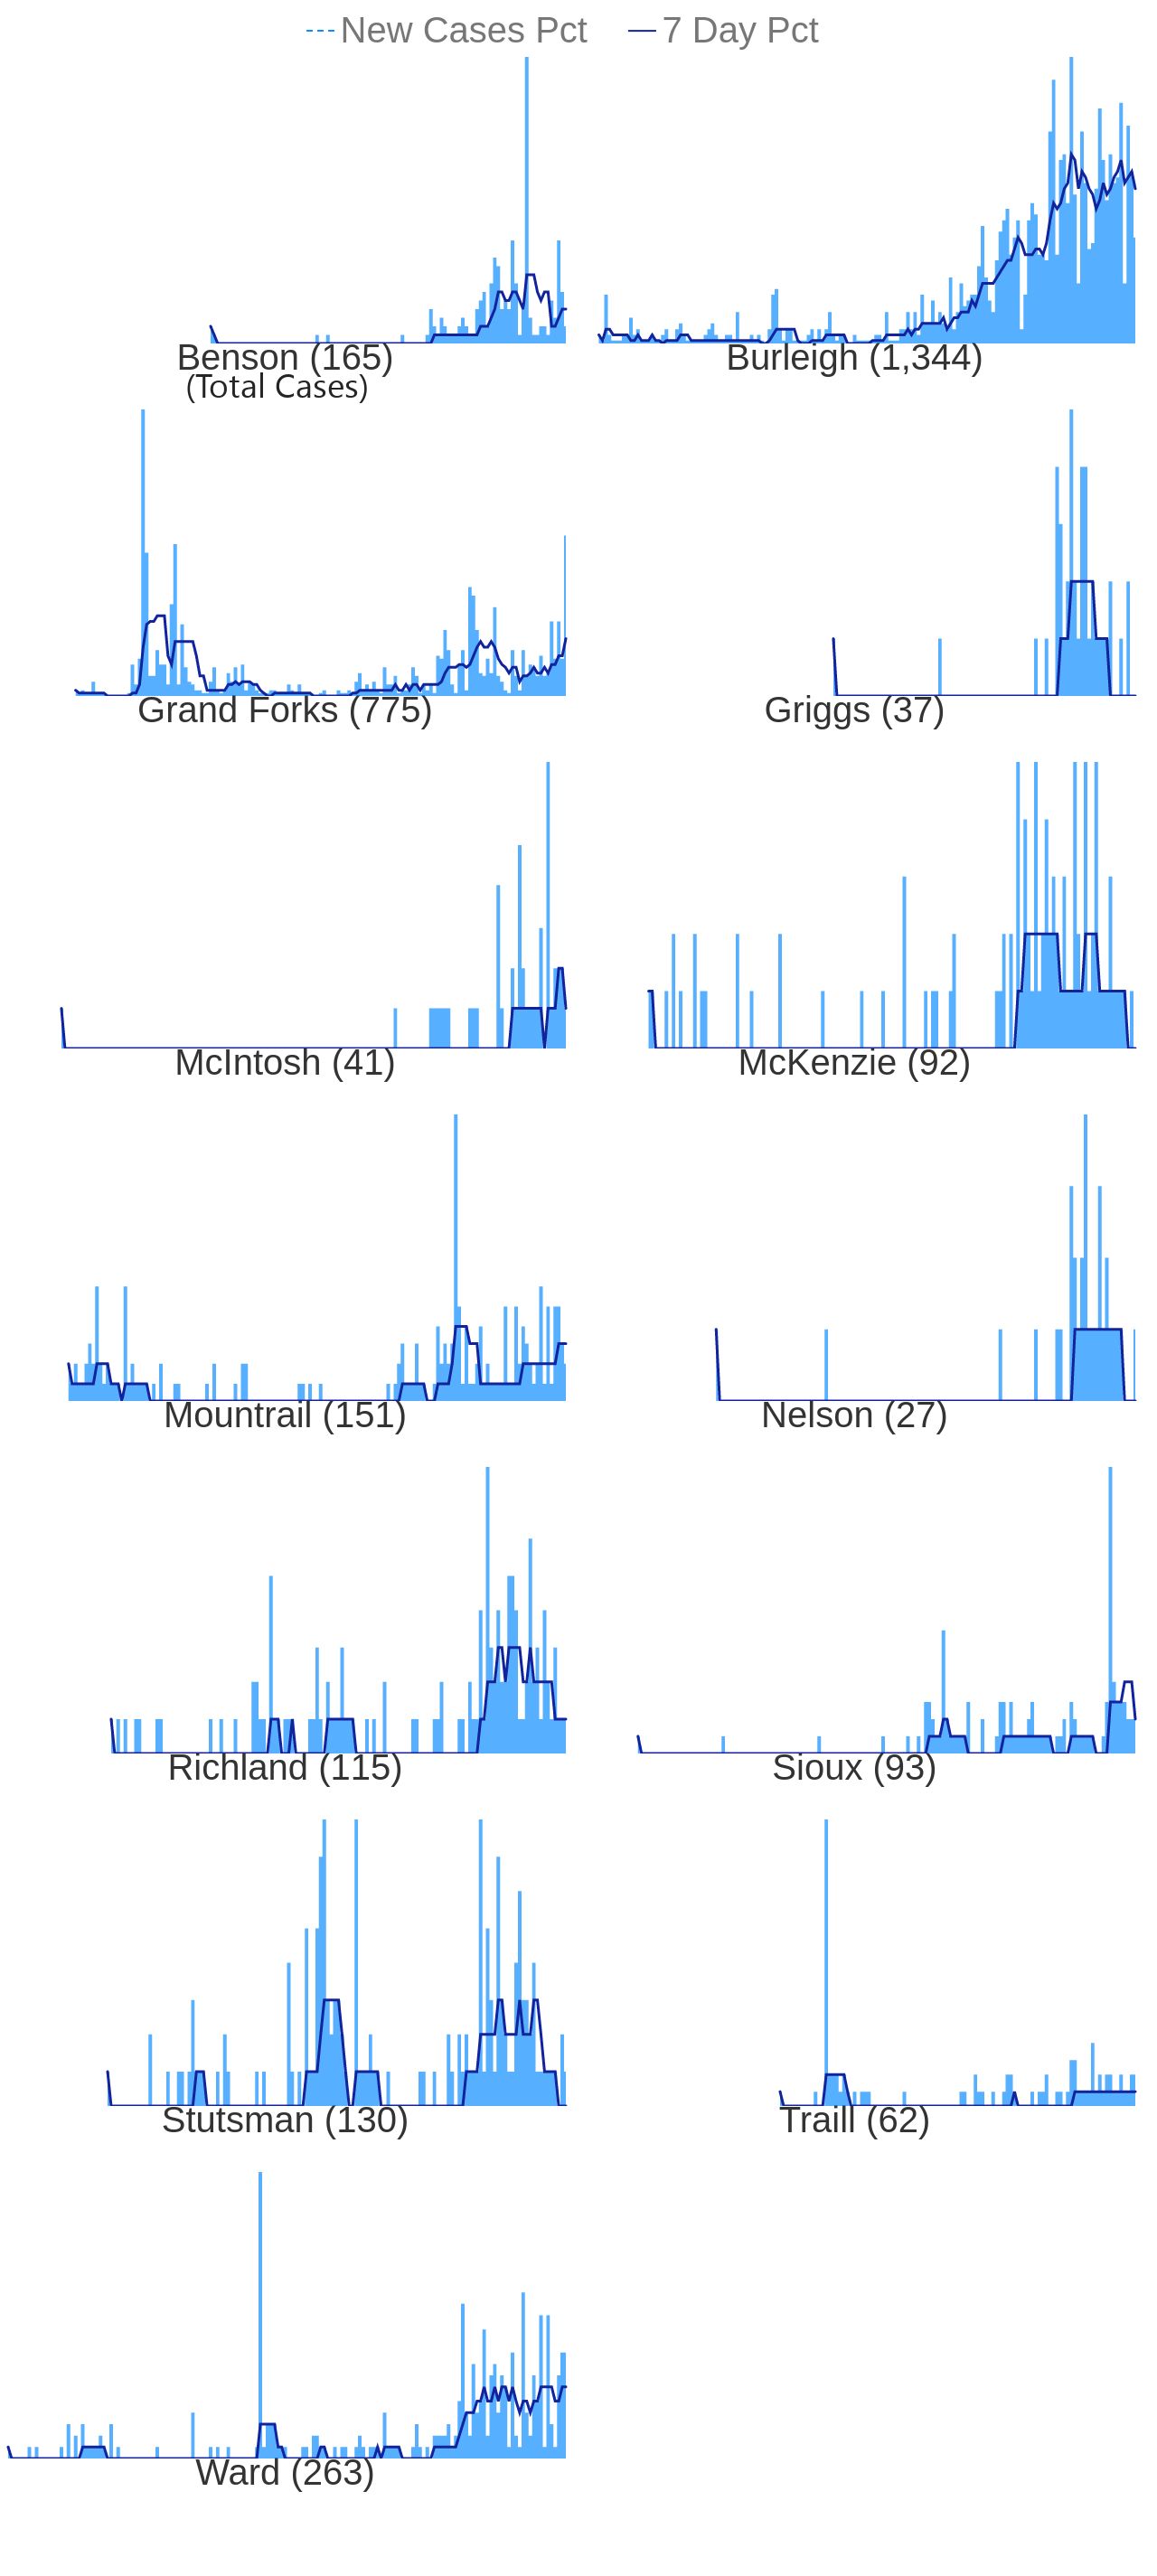 New Cases Pct 7 Day Pct
Benson (165) Burleigh (1,344)
(Total Cases)
Grand Forks (775) Griggs (37)
McIntosh (41) McKenzie (92)
Mountrail (151) Nelson (27)
Richland (115) Sioux (93)
Stutsman (130) Traill (62)
Ward (263)